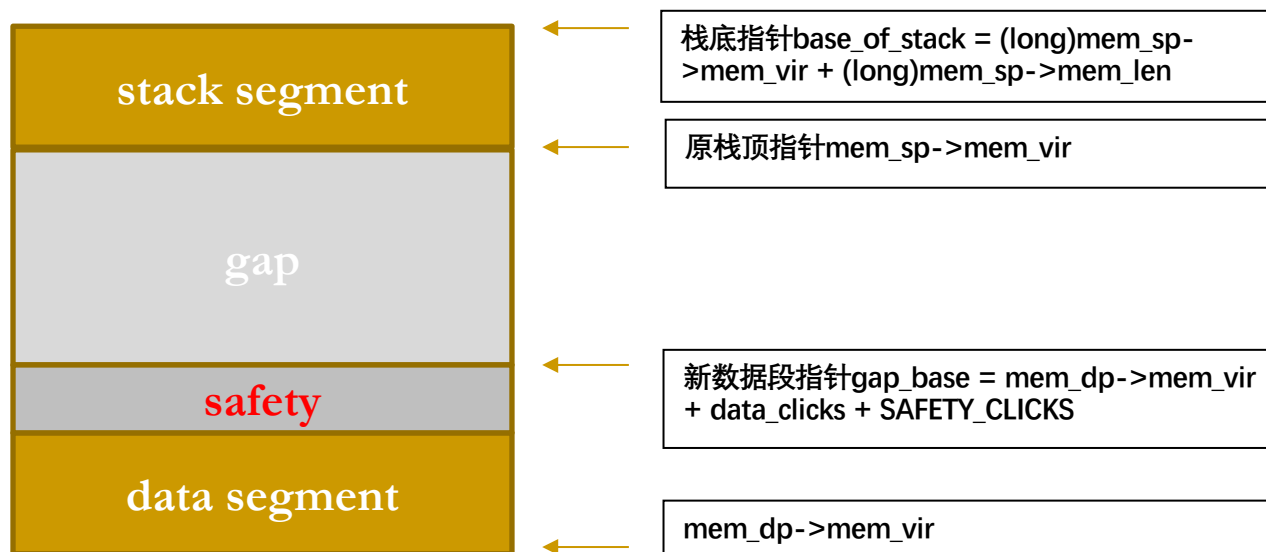 stack segment
栈底指针base_of_stack = (long)mem_sp-
>mem_vir + (long)mem_sp->mem_len
原栈顶指针mem_sp->mem_vir
gap
新数据段指针gap_base = mem_dp->mem_vir
+ data_clicks + SAFETY_CLICKS
safety
data segment
mem_dp->mem_vir